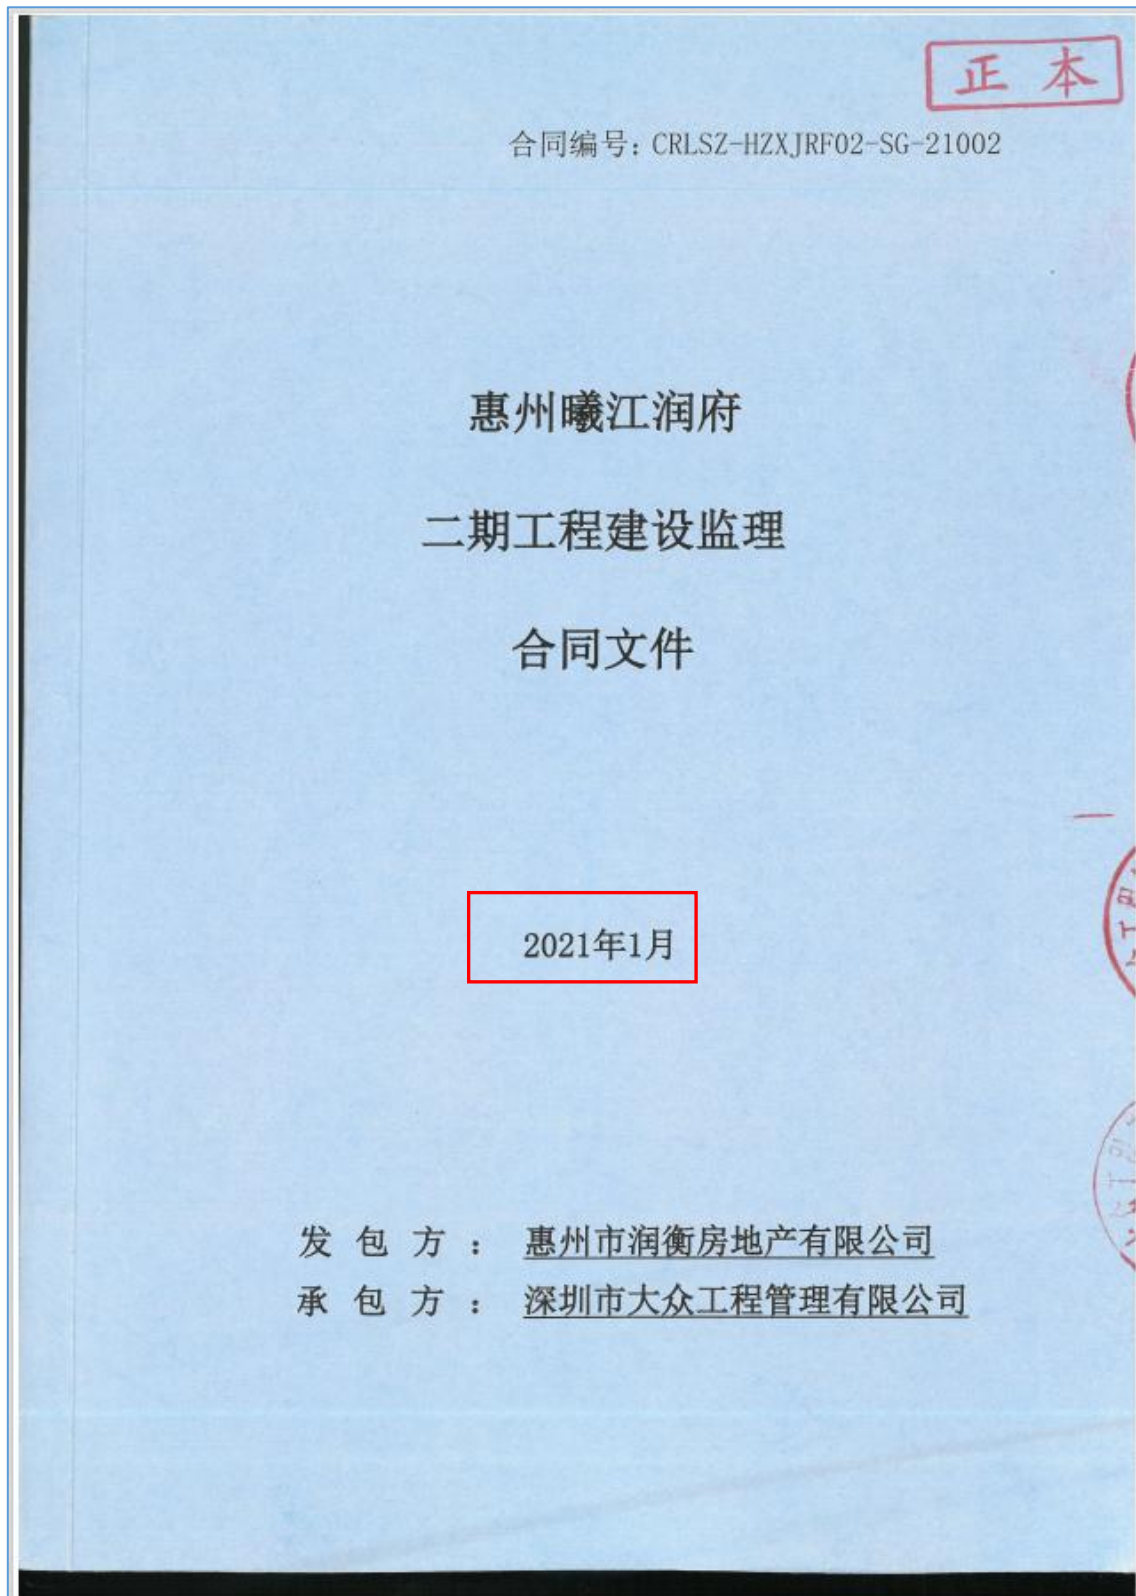 正本
合同编号: CRLSZ-HZXJRF02-SG-21002
惠州曦江润府
二期工程建设监理
合同文件
2021年1月
发包方： 惠州市润衡房地产有限公司
承包方： 深圳市大众工程管理有限公司